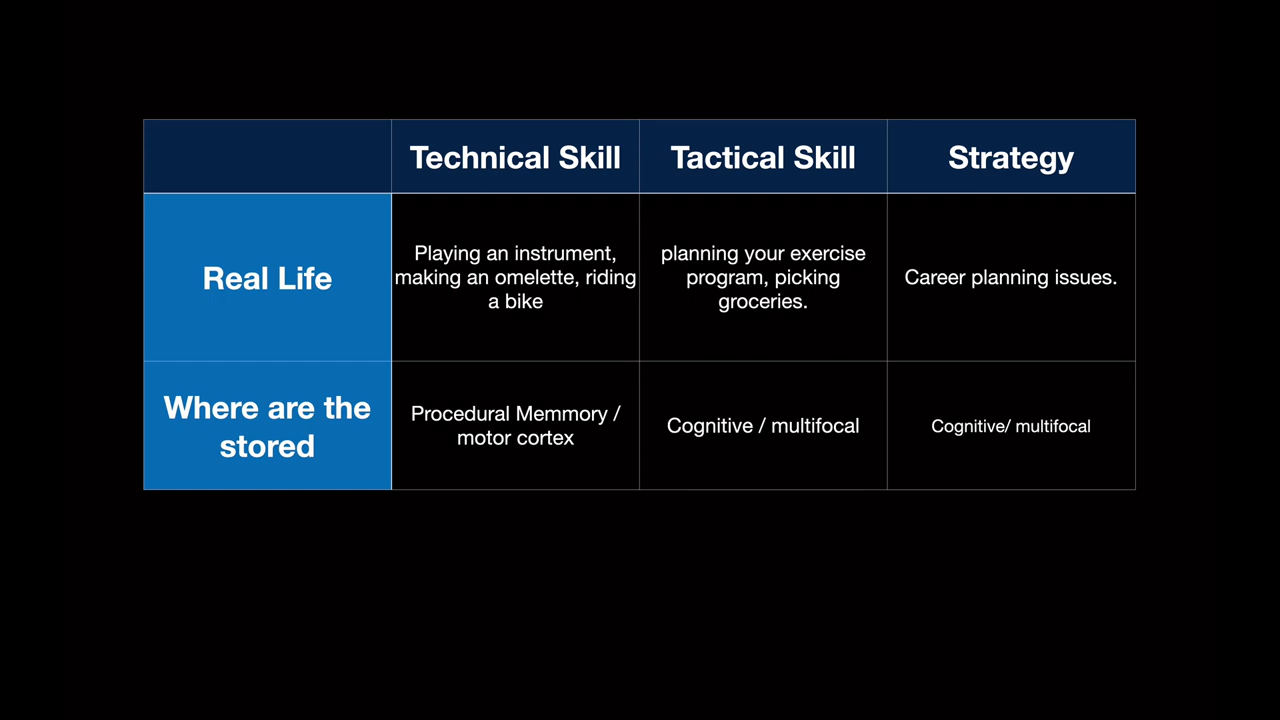 Technical Skill
Tactical Skill
Strategy
Real Life
Playing an instrument,
making an omelette, riding
a bike
planning your exercise
program, picking
groceries.
Career planning issues.
Where are the
stored
Procedural Memmory /
motor cortex
Cognitive / multifocal
Cognitive/ multifocal